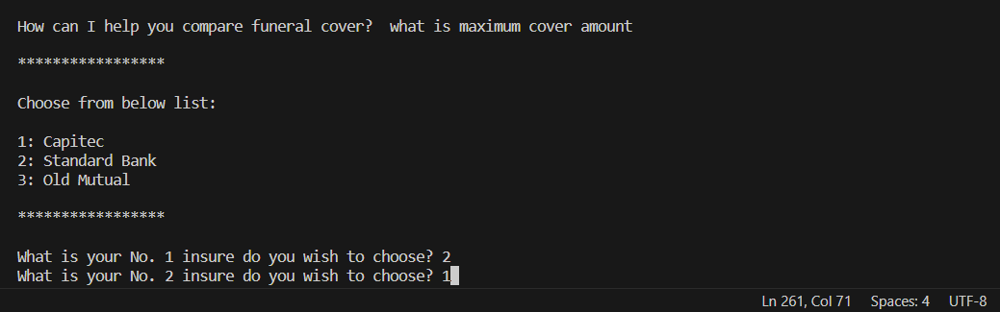 How can I help you compare funeral cover?  what is maximum cover amount
*****************
Choose from below list:
1: Capitec
2: Standard Bank
3: Old Mutual
*****************
What is your No. 1 insure do you wish to choose? 2
What is your No. 2 insure do you wish to choose? 1
Ln 261, Col 71 Spaces: 4 UTF-8